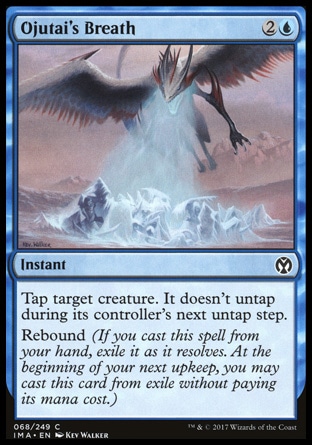 Ojutai's Breath 2
Kev Walker
Instant
Tap target creature. It doesn't untap
during its controller's next untap step.
Rebound (If you cast this spell from
your hand, exile it as it resolves. At the
beginning of your next upkeep, you may
cast this card from exile without paying
its mana cost.)
068/249 C
IMA • EN Kev Walker ™ & © 2017 Wizards of the Coast